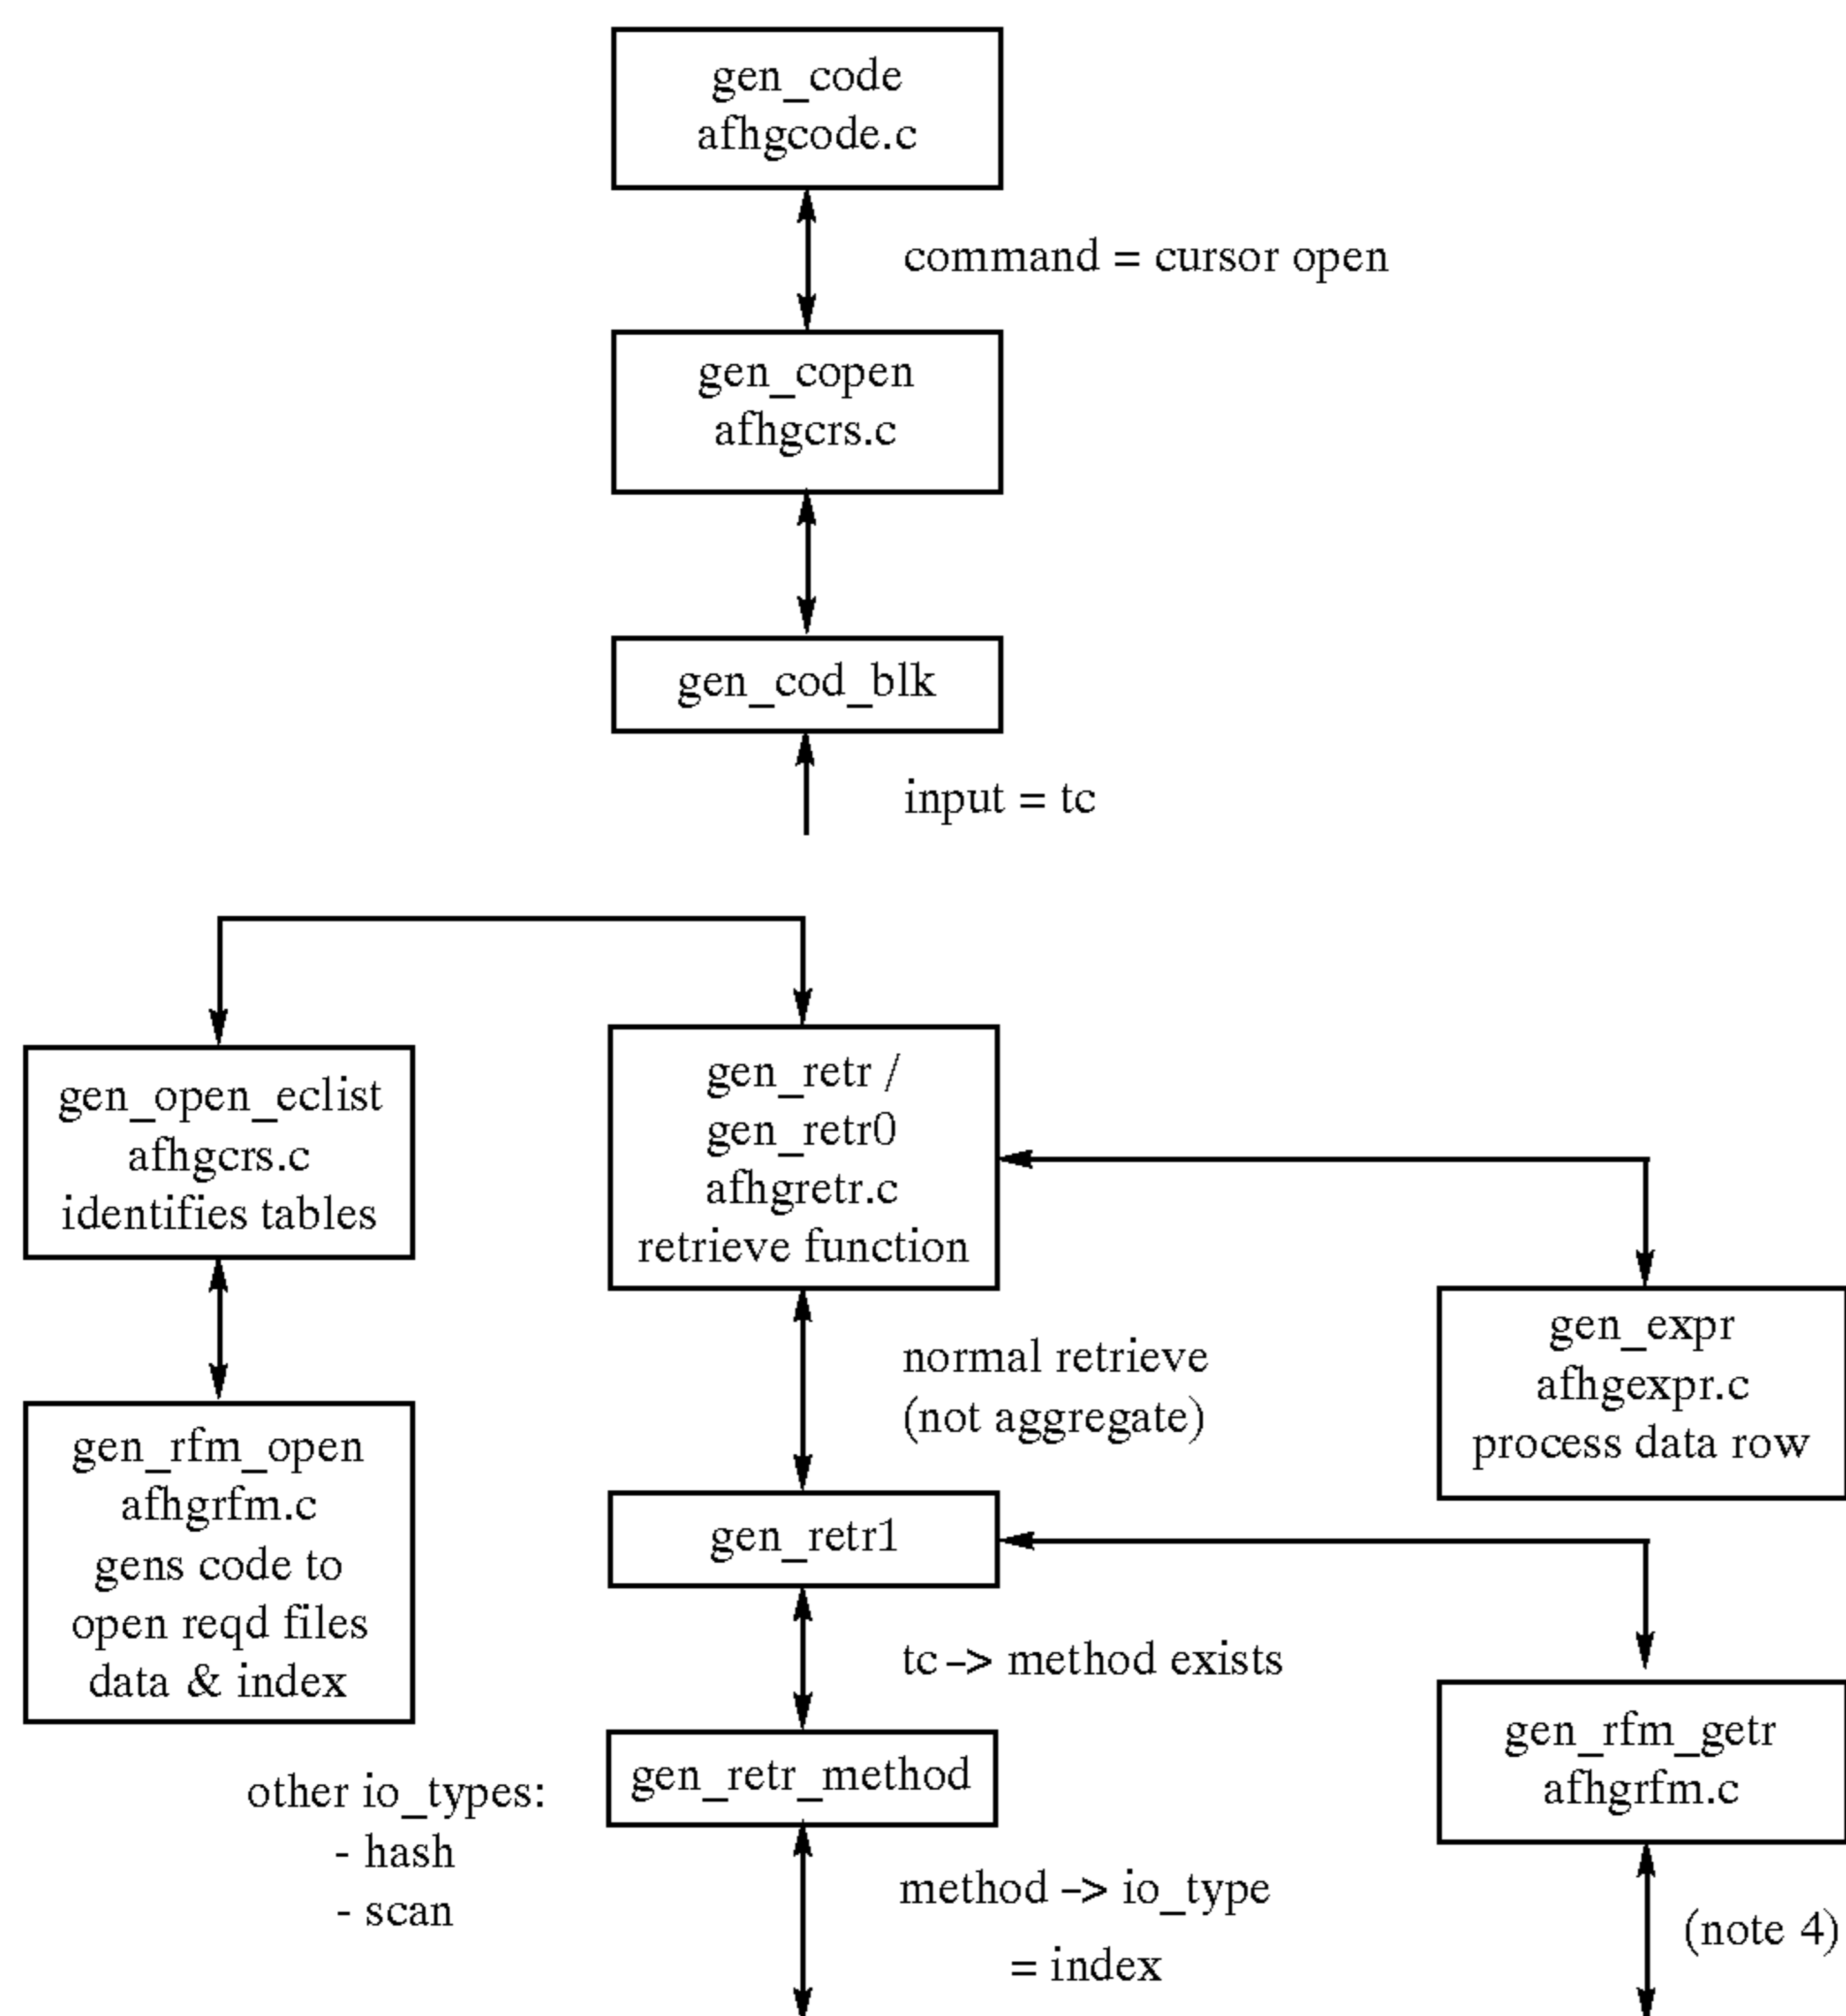 gen_code
afhgcode.c
command = cursor open
gen_copen
afhgcrs.c
gen_cod_blk
input = tc
gen_open_eclist
afhgcrs.c
identifies tables
gen_retr /
gen_retr0
afhgretr.c
retrieve function
gen_expr
afhgexpr.c
process data row
normal retrieve
(not aggregate)
gen_rfm_open
afhgrfm.c
gens code to
open reqd files
data & index
gen_retr1
tc -> method exists
gen_retr_method
gen_rfm_getr
afhgrfm.c
other io_types:
- hash
- scan
method -> io_type
= index
(note 4)